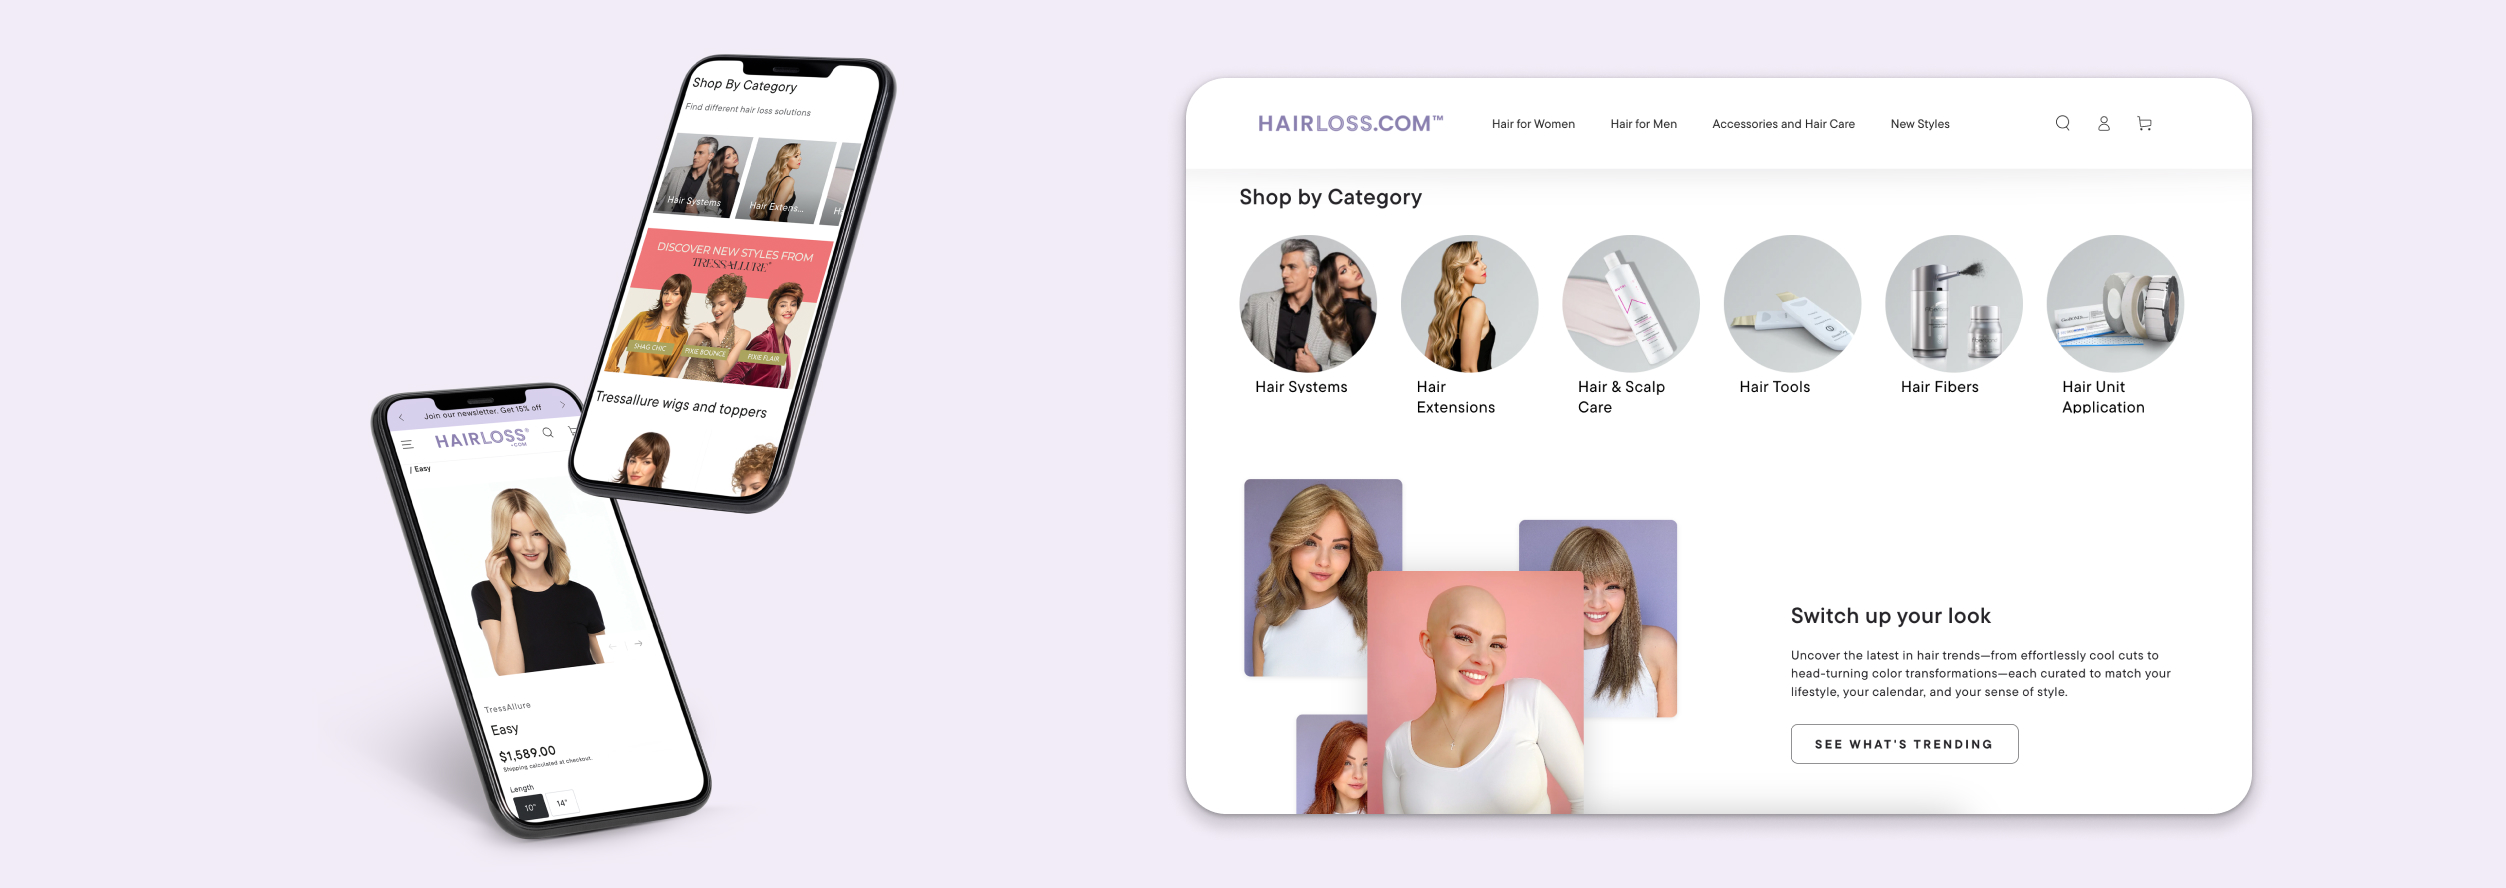 Shop By Category
Find different hair loss solutions
Hair Systems
Hair Extens...
DISCOVER NEW STYLES FROM
TRESSALLURE
SHAG CHIC
PIXIE BOUNCE
PIXIE FLAIR
Tressallure wigs and toppers
Join our newsletter. Get 15% off
HAIRLOSS®
.COM
/ Easy
TressAllure
Easy
$1,589.00
Shipping calculated at checkout.
Length
10"
14"
HAIRLOSS.COM™
Hair for Women
Hair for Men
Accessories and Hair Care
New Styles
Shop by Category
Hair Systems
Hair
Extensions
Hair & Scalp
Care
Hair Tools
Hair Fibers
Hair Unit
Application
Switch up your look
Uncover the latest in hair trends—from effortlessly cool cuts to
head-turning color transformations—each curated to match your
lifestyle, your calendar, and your sense of style.
SEE WHAT'S TRENDING